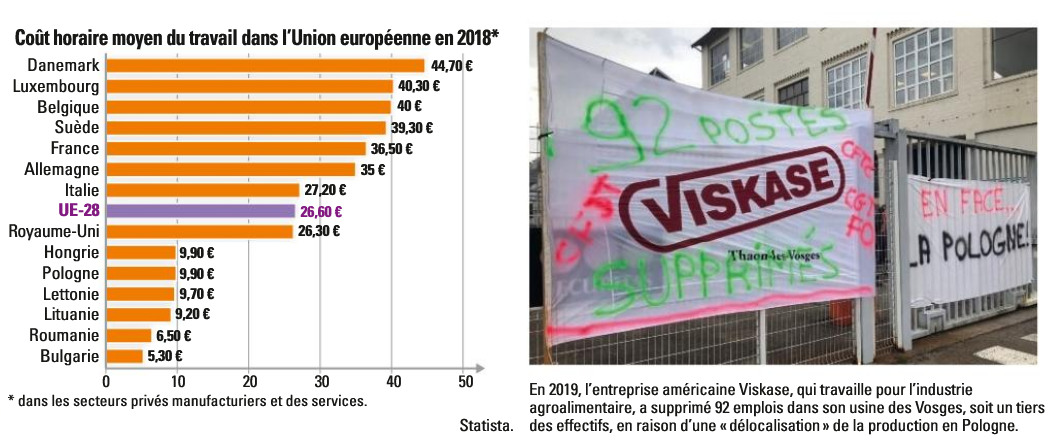 Coût horaire moyen du travail dans l'Union européenne en 2018*
Danemark 44,70 €
Luxembourg 40,30 €
Belgique 40 €
Suède 39,30 €
France 36,50 €
Allemagne 35 €
Italie 27,20 €
UE-28 26,60 €
Royaume-Uni 26,30 €
Hongrie 9,90 €
Pologne 9,90 €
Lettonie 9,70 €
Lituanie 9,20 €
Roumanie 6,50 €
Bulgarie 5,30 €
0 10 20 30 40 50
* dans les secteurs privés manufacturiers et des services.
Statista.
92 POSTES
VISKASE
Thaon-les-Vosges
SUPPRIMÉS
CGT
FO
EN FACE...
LA POLOGNE!
En 2019, l'entreprise américaine Viskase, qui travaille pour l'industrie
agroalimentaire, a supprimé 92 emplois dans son usine des Vosges, soit un tiers
des effectifs, en raison d'une « délocalisation » de la production en Pologne.